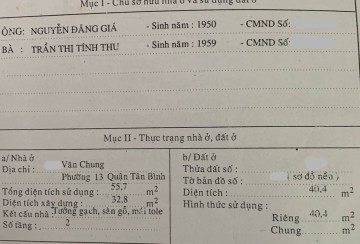 Mục I - Chủ sở hữu nhà ở và sử dụng đất ở
ÔNG: NGUYỄN ĐĂNG GIÁ - Sinh năm : 1950 - CMND Số:
BÀ : TRẦN THỊ TÍNH THU - Sinh năm : 1959 - CMND Số:
Mục II - Thực trạng nhà ở, đất ở
a/ Nhà ở
Địa chỉ : Văn Chung
Phường 13 Quận Tân Bình
Tổng diện tích sử dụng : 55,7 m2
Diện tích xây dựng : 32,8 m2
Kết cấu nhà : Tường gạch, sàn gỗ, mái tole
Số tầng : 2
b/ Đất ở
Thửa đất số :
Tờ bản đồ số : ( sơ đồ nền )
Diện tích : 40,4 m2
Hình thức sử dụng :
Riêng 40,4 m2
Chung m2